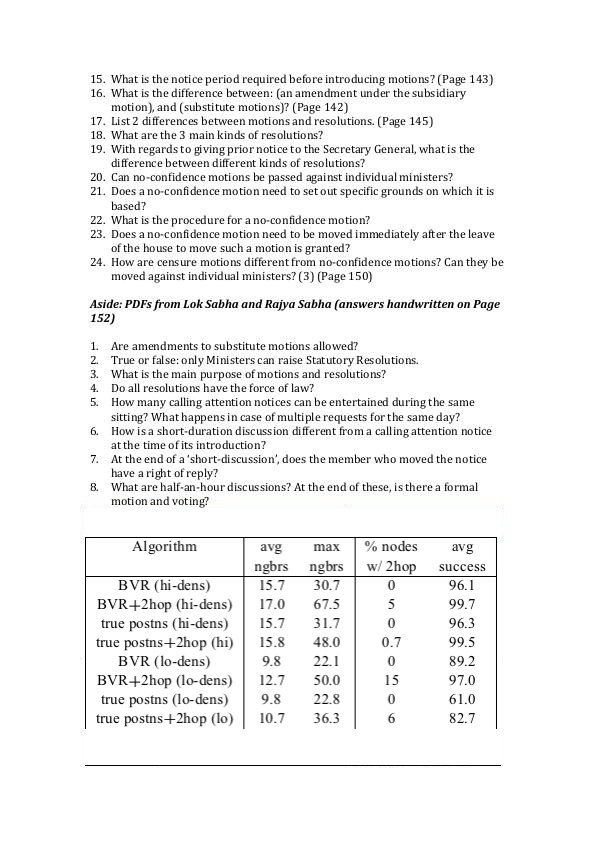 15. What is the notice period required before introducing motions? (Page 143)
16. What is the difference between: (an amendment under the subsidiary
motion), and (substitute motions)? (Page 142)
17. List 2 differences between motions and resolutions. (Page 145)
18. What are the 3 main kinds of resolutions?
19. With regards to giving prior notice to the Secretary General, what is the
difference between different kinds of resolutions?
20. Can no-confidence motions be passed against individual ministers?
21. Does a no-confidence motion need to set out specific grounds on which it is
based?
22. What is the procedure for a no-confidence motion?
23. Does a no-confidence motion need to be moved immediately after the leave
of the house to move such a motion is granted?
24. How are censure motions different from no-confidence motions? Can they be
moved against individual ministers? (3) (Page 150)
Aside: PDFs from Lok Sabha and Rajya Sabha (answers handwritten on Page
152)
1. Are amendments to substitute motions allowed?
2. True or false: only Ministers can raise Statutory Resolutions.
3. What is the main purpose of motions and resolutions?
4. Do all resolutions have the force of law?
5. How many calling attention notices can be entertained during the same
sitting? What happens in case of multiple requests for the same day?
6. How is a short-duration discussion different from a calling attention notice
at the time of its introduction?
7. At the end of a ‘short-discussion’, does the member who moved the notice
have a right of reply?
8. What are half-an-hour discussions? At the end of these, is there a formal
motion and voting?
Algorithm avg max % nodes avg
ngbrs ngbrs w/ 2hop success
BVR (hi-dens) 15.7 30.7 0 96.1
BVR+2hop (hi-dens) 17.0 67.5 5 99.7
true postns (hi-dens) 15.7 31.7 0 96.3
true postns+2hop (hi) 15.8 48.0 0.7 99.5
BVR (lo-dens) 9.8 22.1 0 89.2
BVR+2hop (lo-dens) 12.7 50.0 15 97.0
true postns (lo-dens) 9.8 22.8 0 61.0
true postns+2hop (lo) 10.7 36.3 6 82.7